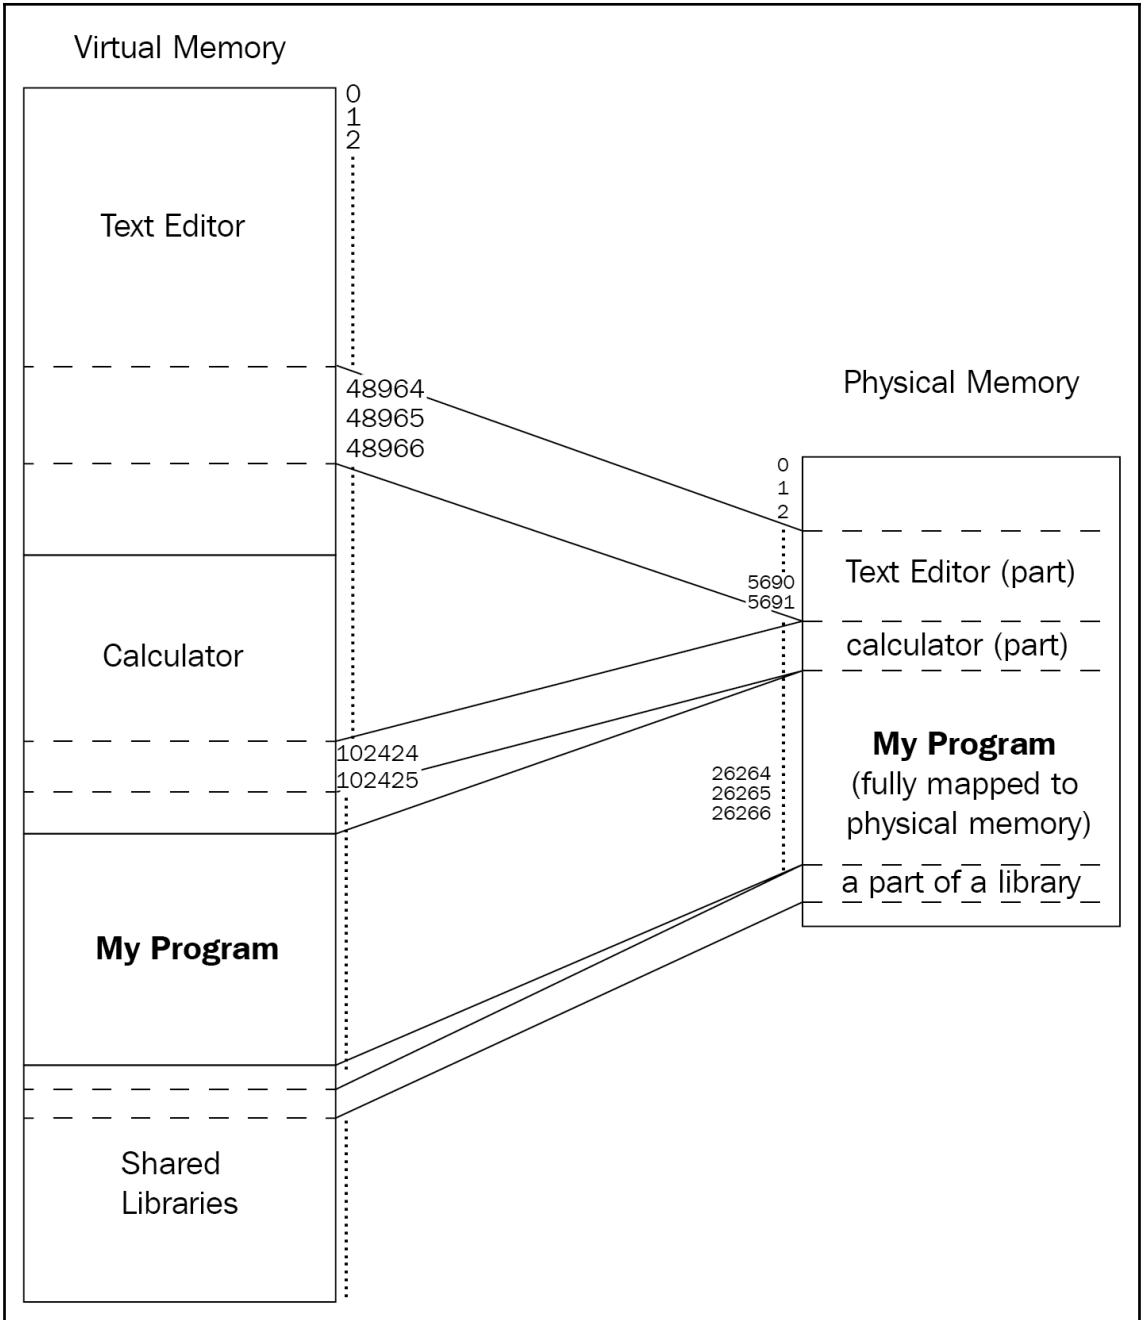 Virtual Memory
0
1
2
Text Editor
48964
48965
48966
Calculator
102424
102425
My Program
Shared
Libraries
Physical Memory
0
1
2
5690
5691
Text Editor (part)
calculator (part)
My Program
(fully mapped to
physical memory)
26264
26265
26266
a part of a library